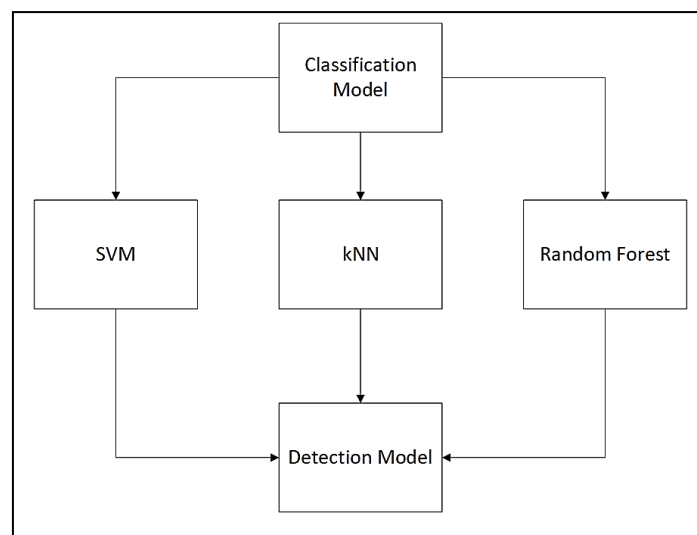 Classification
Model
SVM
kNN
Random Forest
Detection Model